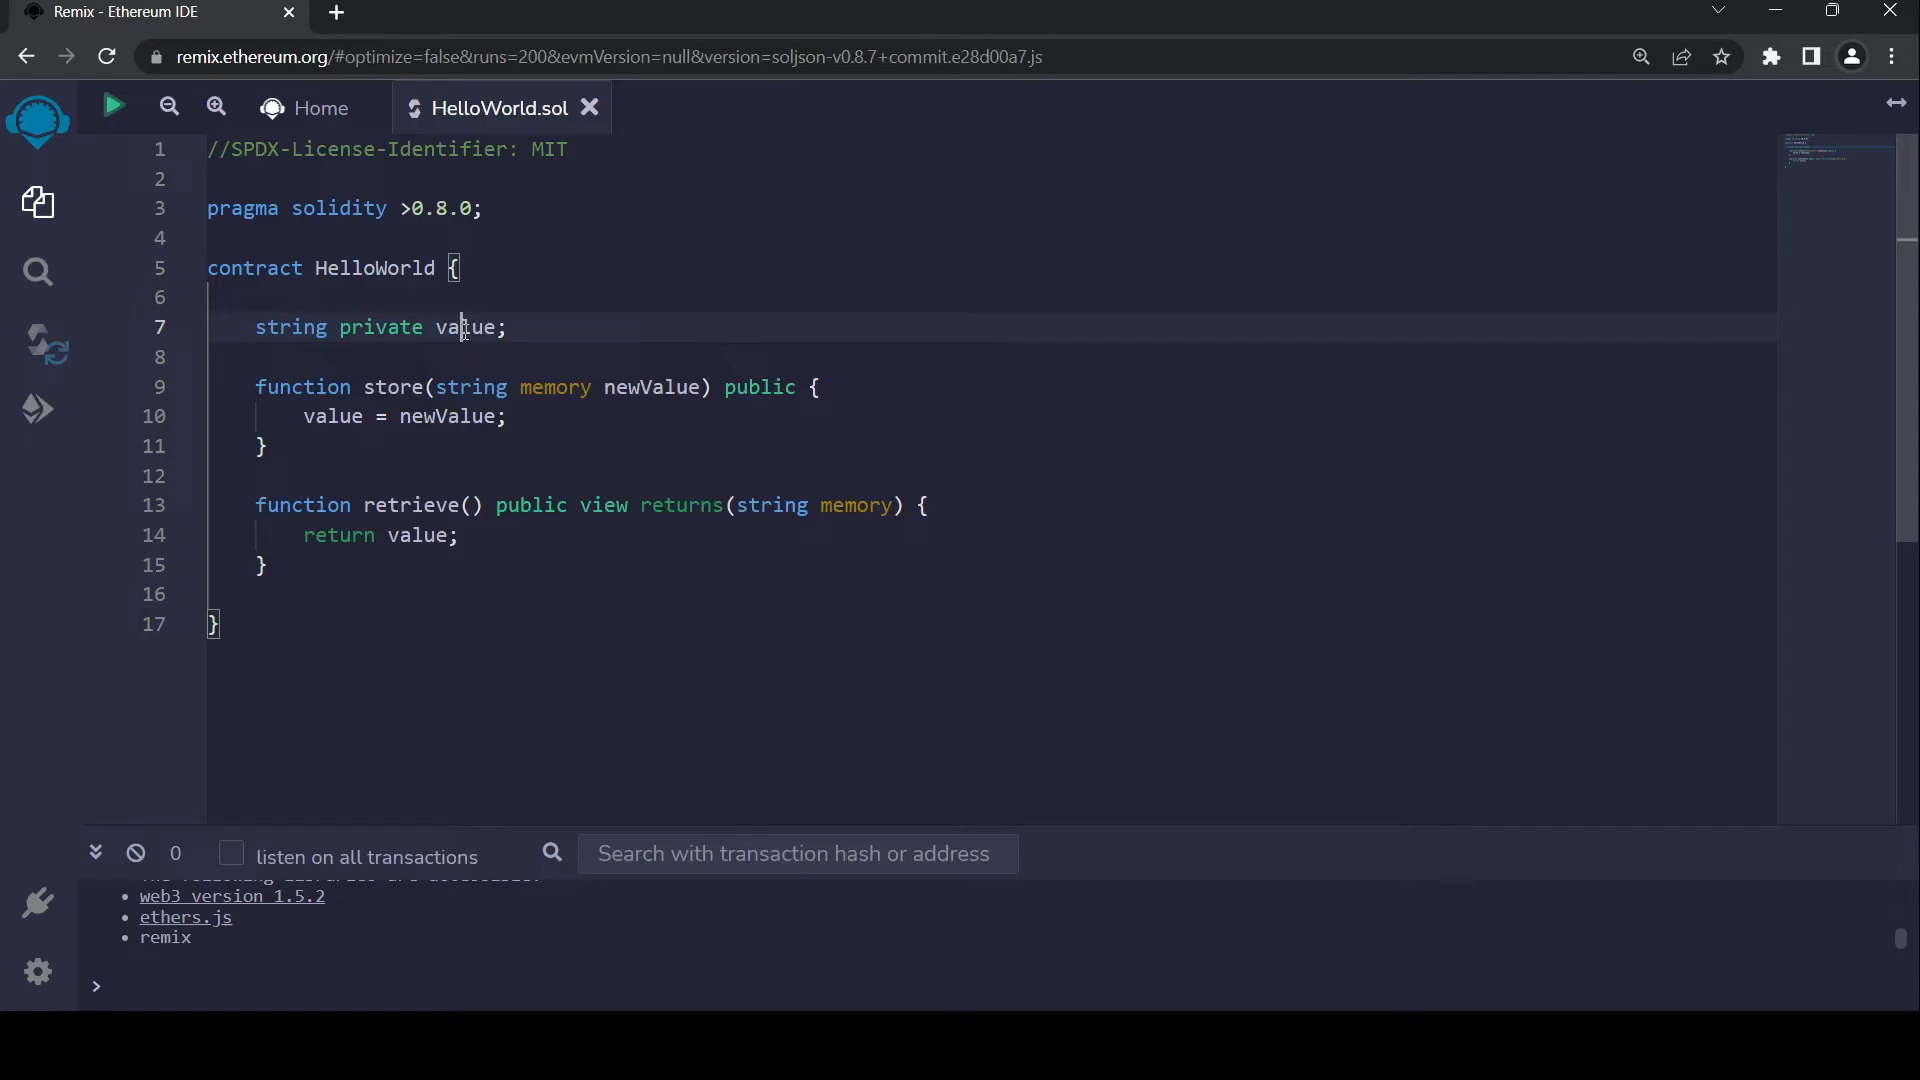 Remix - Ethereum IDE
remix.ethereum.org/#optimize=false&runs=200&evmVersion=null&version=soljson-v0.8.7+commit.e28d00a7.js
Home
HelloWorld.sol
1 //SPDX-License-Identifier: MIT
2
3 pragma solidity >0.8.0;
4
5 contract HelloWorld {
6
7 string private value;
8
9 function store(string memory newValue) public {
10 value = newValue;
11 }
12
13 function retrieve() public view returns(string memory) {
14 return value;
15 }
16
17 }
0 listen on all transactions Search with transaction hash or address
• web3 version 1.5.2
• ethers.js
• remix
>